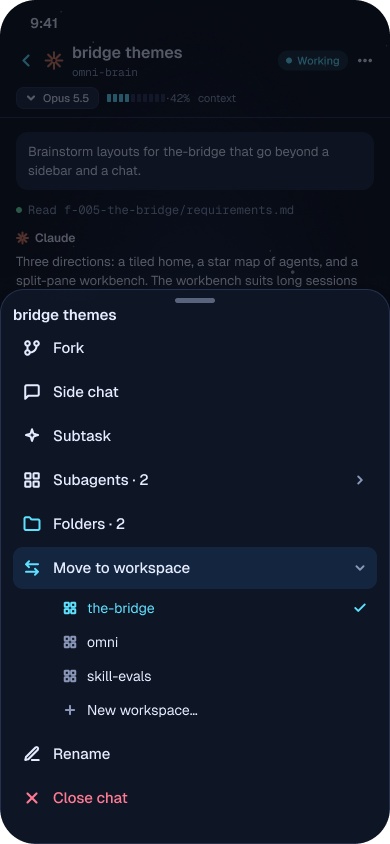 9:41
bridge themes
omni-brain
Working
Opus 5.5
42% context
Brainstorm layouts for the-bridge that go beyond a
sidebar and a chat.
Read f-005-the-bridge/requirements.md
Claude
Three directions: a tiled home, a star map of agents, and a
split-pane workbench. The workbench suits long sessions
bridge themes
Fork
Side chat
Subtask
Subagents · 2
Folders · 2
Move to workspace
the-bridge
omni
skill-evals
New workspace...
Rename
Close chat